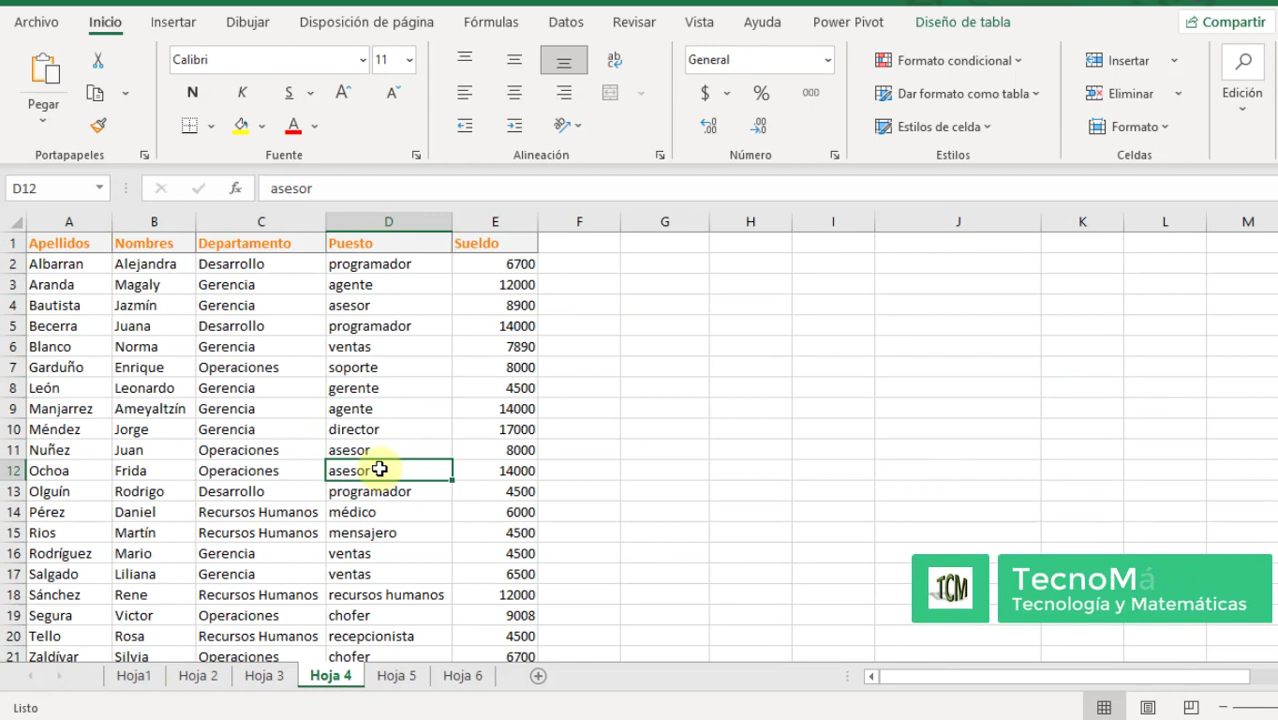 Archivo Inicio Insertar Dibujar Disposición de página Fórmulas Datos Revisar Vista Ayuda Power Pivot Diseño de tabla Compartir
Pegar
Portapapeles
Calibri 11
N K S A A
A
Fuente
ab
Alineación
General
$ % 000
Número
Formato condicional
Dar formato como tabla
Estilos de celda
Estilos
Insertar
Eliminar
Formato
Celdas
Edición
D12 fx asesor
A B C D E F G H I J K L M
1 Apellidos Nombres Departamento Puesto Sueldo
2 Albarran Alejandra Desarrollo programador 6700
3 Aranda Magaly Gerencia agente 12000
4 Bautista Jazmín Gerencia asesor 8900
5 Becerra Juana Desarrollo programador 14000
6 Blanco Norma Gerencia ventas 7890
7 Garduño Enrique Operaciones soporte 8000
8 León Leonardo Gerencia gerente 4500
9 Manjarrez Ameyaltzín Gerencia agente 14000
10 Méndez Jorge Gerencia director 17000
11 Nuñez Juan Operaciones asesor 8000
12 Ochoa Frida Operaciones asesor 14000
13 Olguín Rodrigo Desarrollo programador 4500
14 Pérez Daniel Recursos Humanos médico 6000
15 Rios Martín Recursos Humanos mensajero 4500
16 Rodríguez Mario Gerencia ventas 4500
17 Salgado Liliana Gerencia ventas 6500
18 Sánchez Rene Recursos Humanos recursos humanos 12000
19 Segura Victor Operaciones chofer 9008
20 Tello Rosa Recursos Humanos recepcionista 4500
21 Zaldívar Silvia Operaciones chofer 6700
TCM
TecnoMá
Tecnología y Matemáticas
Hoja1 Hoja 2 Hoja 3 Hoja 4 Hoja 5 Hoja 6
Listo